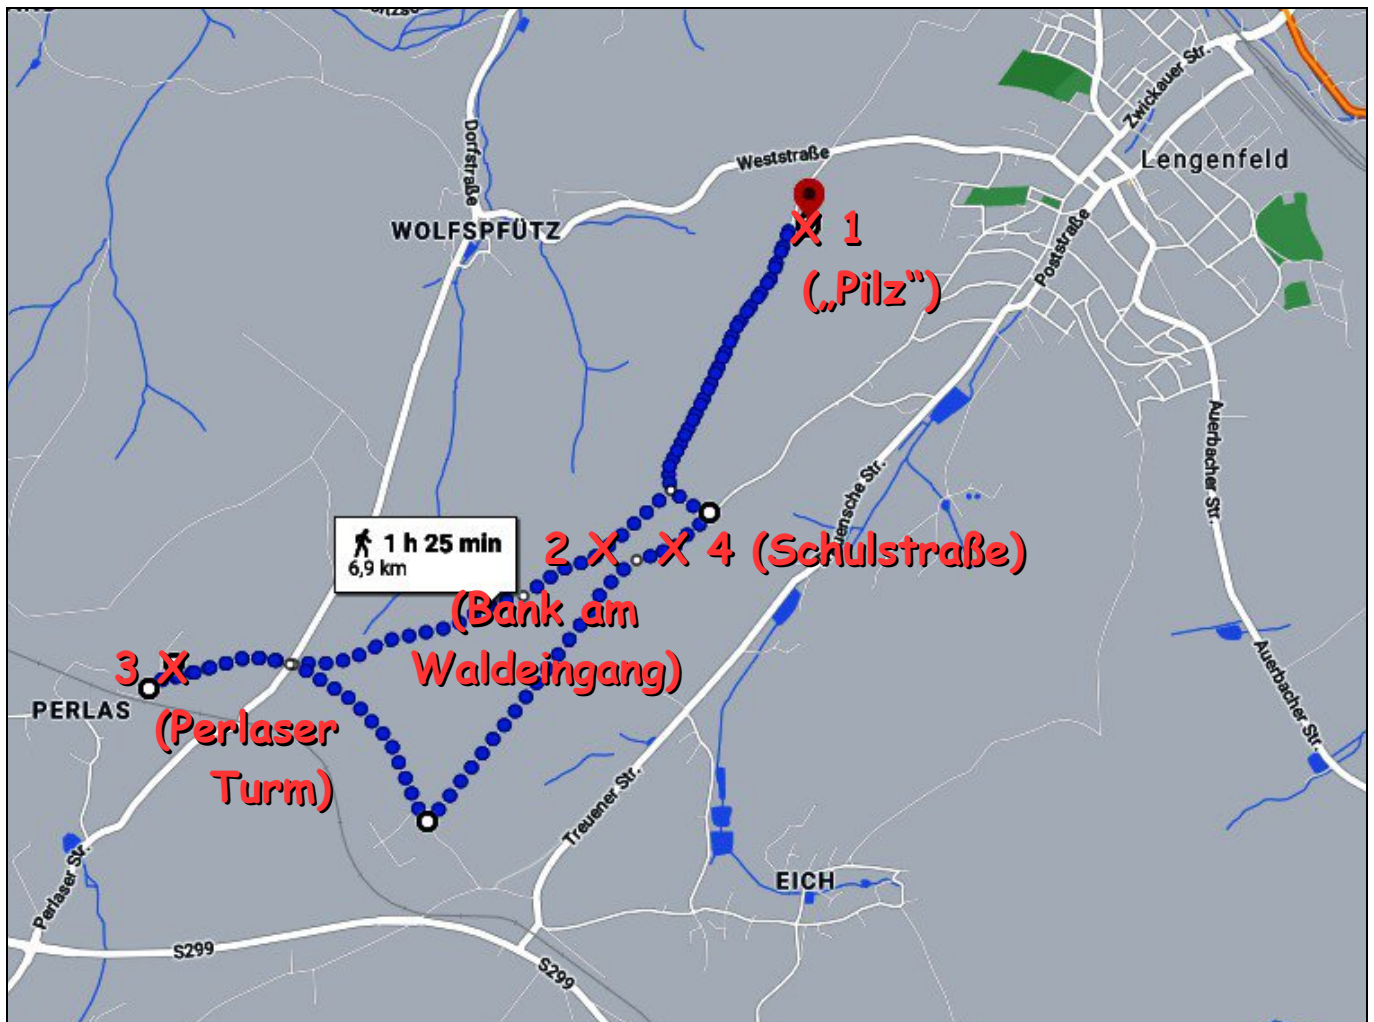 Zwickauer Str.
Dorfstraße
Weststraße
Lengenfeld
WOLFSPFÜTZ
X 1
(„Pilz“)
Poststraße
Auerbacher Str.
1 h 25 min
6,9 km
2 X X 4 (Schulstraße)
(Bank am
Waldeingang)
3 X
PERLAS
(Perlaser
Turm)
Auerbacher Str.
Treuener Str.
Perlaser Str.
EICH
S299
S299